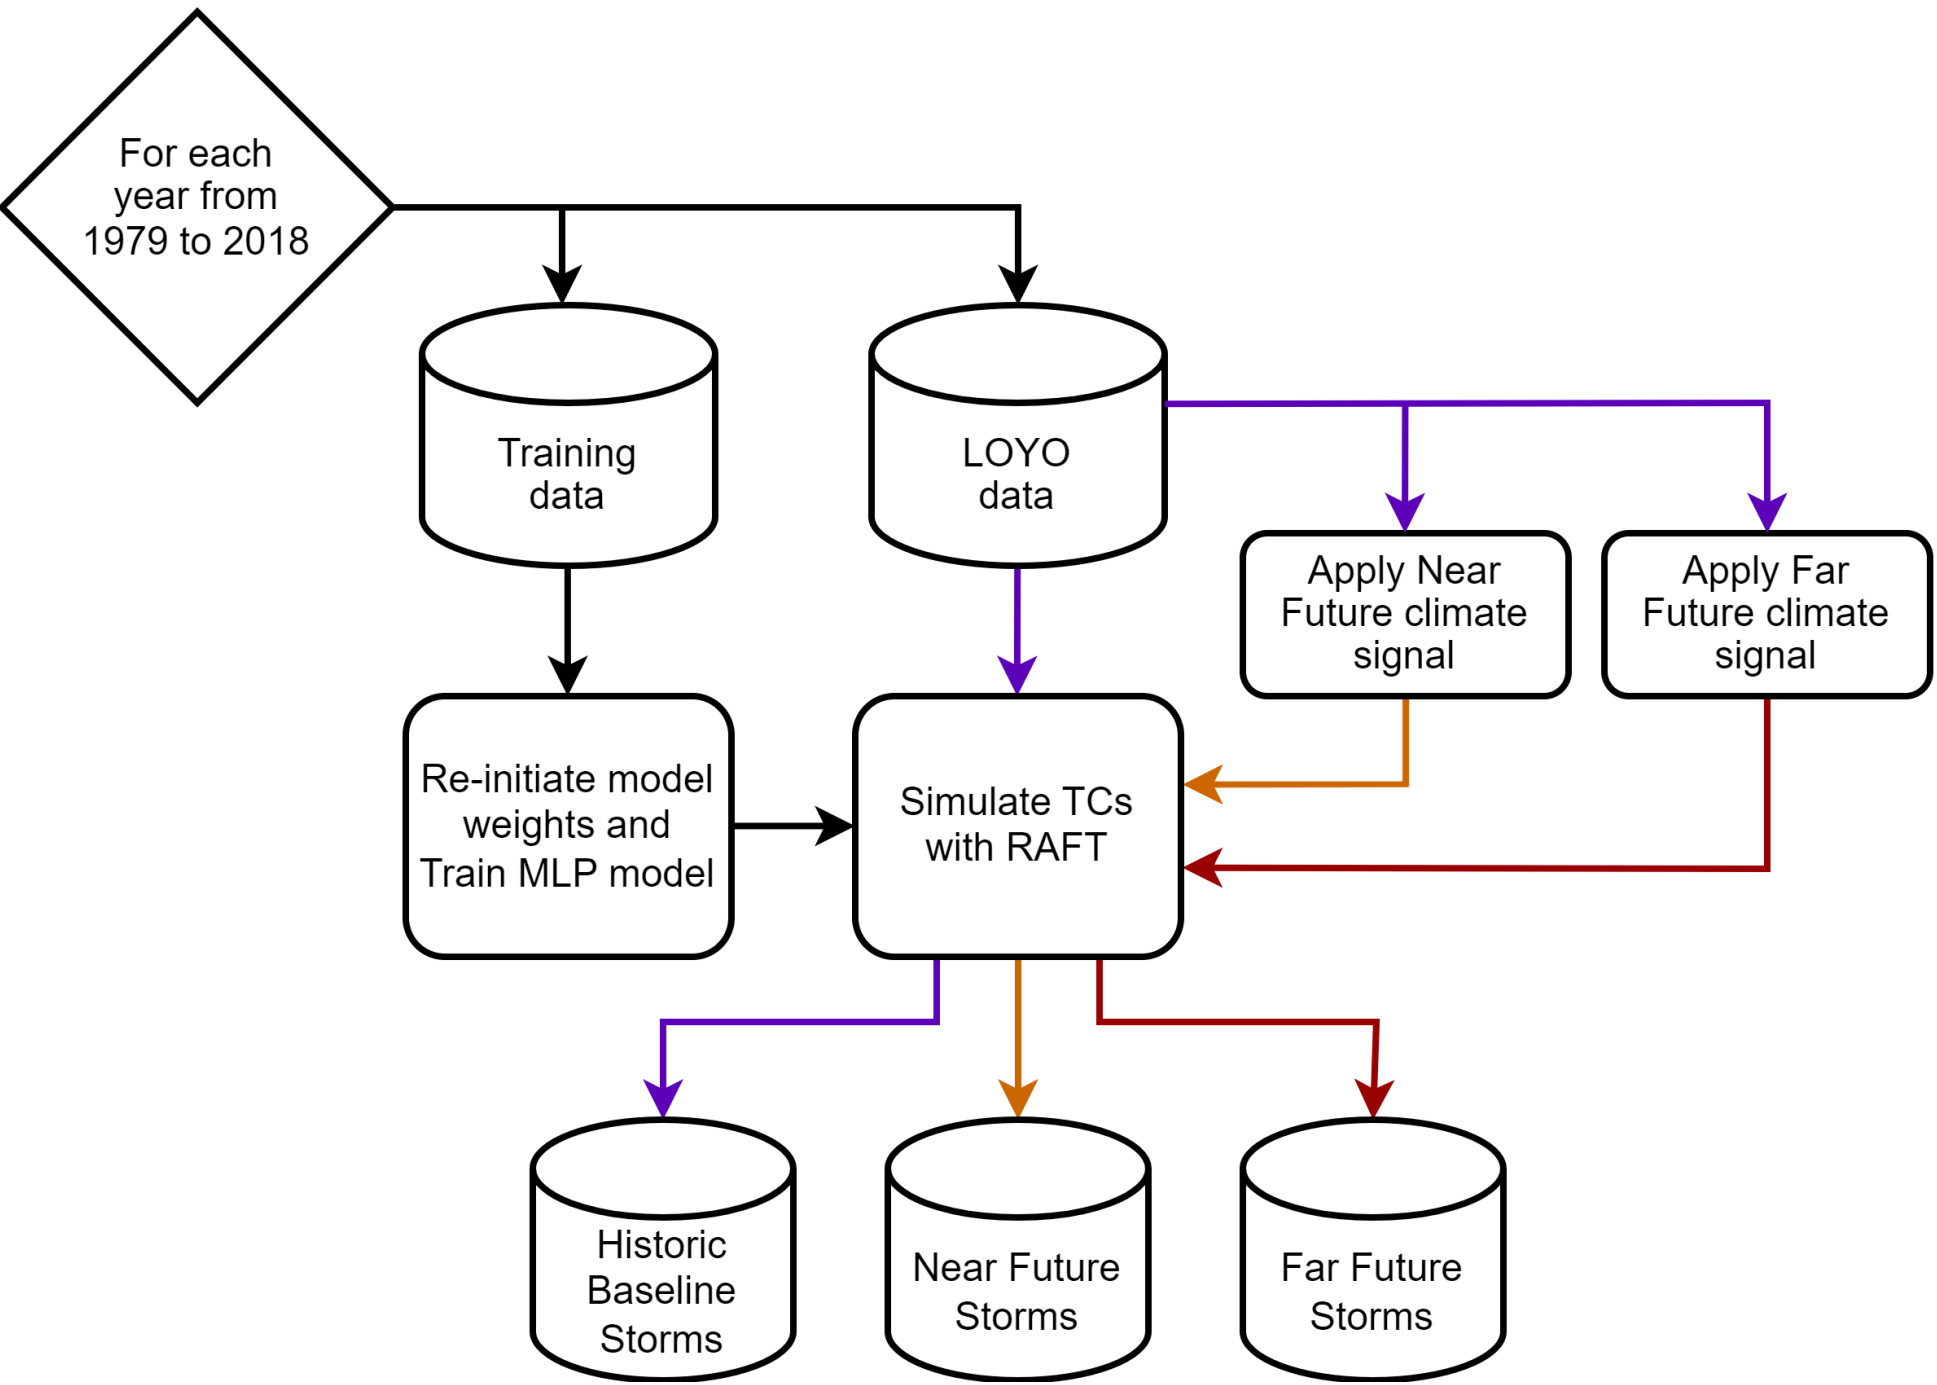 For each
year from
1979 to 2018
Training
data
LOYO
data
Apply Near
Future climate
signal
Apply Far
Future climate
signal
Re-initiate model
weights and
Train MLP model
Simulate TCs
with RAFT
Historic
Baseline
Storms
Near Future
Storms
Far Future
Storms